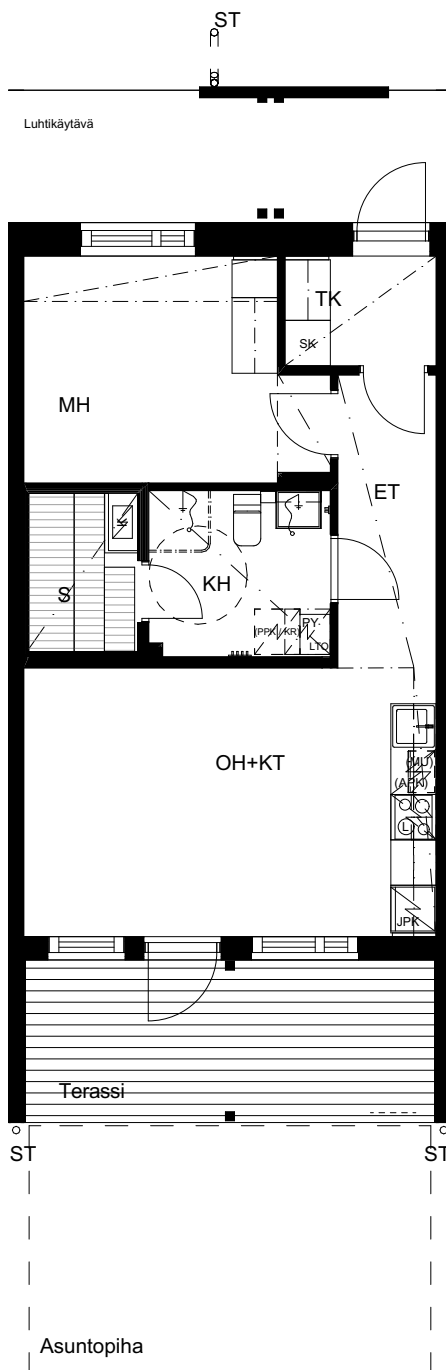 ST
Luhtikäytävä
TK
SK
MH
ET
K
S
KH
(PPK / KR)
PY
LTO
OH+KT
(MU)
(APK)
L
JPK
Terassi
ST
ST
Asuntopiha